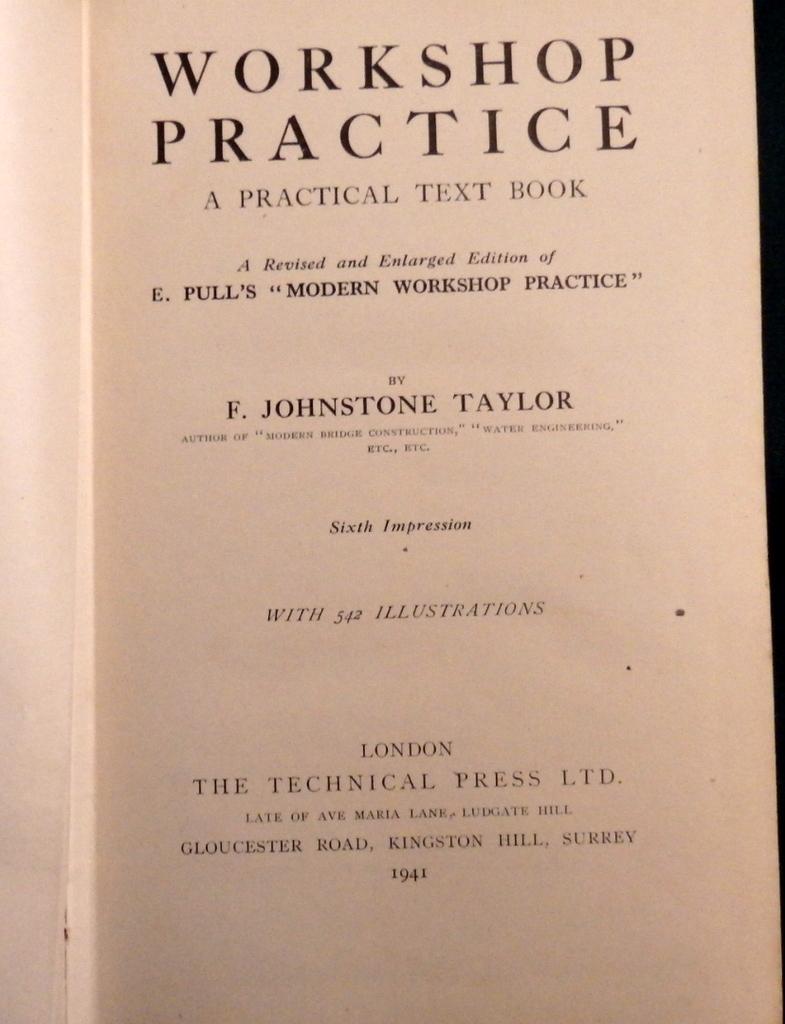 WORKSHOP
PRACTICE
A PRACTICAL TEXT BOOK
A Revised and Enlarged Edition of
E. PULL'S "MODERN WORKSHOP PRACTICE"
BY
F. JOHNSTONE TAYLOR
AUTHOR OF "MODERN BRIDGE CONSTRUCTION," "WATER ENGINEERING,"
ETC., ETC.
Sixth Impression
WITH 542 ILLUSTRATIONS
LONDON
THE TECHNICAL PRESS LTD.
LATE OF AVE MARIA LANE, LUDGATE HILL
GLOUCESTER ROAD, KINGSTON HILL, SURREY
1941